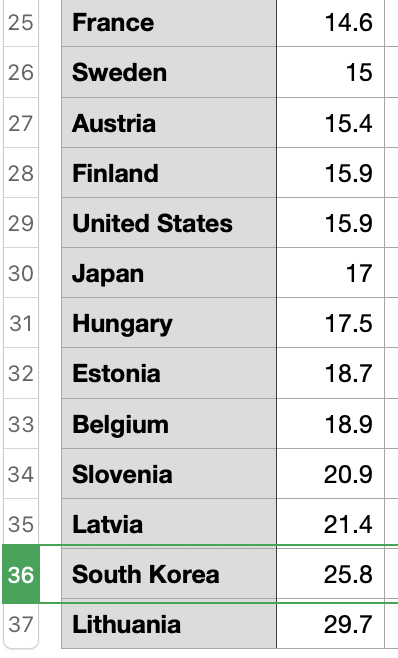 25 France 14.6
26 Sweden 15
27 Austria 15.4
28 Finland 15.9
29 United States 15.9
30 Japan 17
31 Hungary 17.5
32 Estonia 18.7
33 Belgium 18.9
34 Slovenia 20.9
35 Latvia 21.4
36 South Korea 25.8
37 Lithuania 29.7